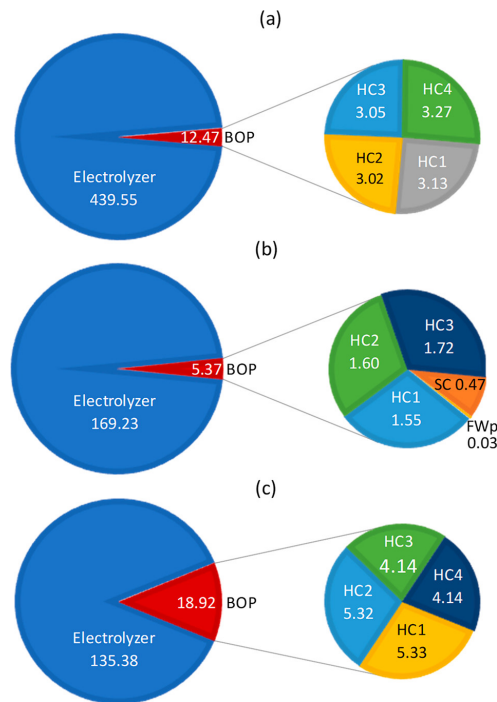 (a)
HC3
3.05
HC4
3.27
12.47 BOP
Electrolyzer
439.55
HC2
3.02
HC1
3.13
(b)
HC3
1.72
HC2
1.60
5.37 BOP
SC 0.47
Electrolyzer
169.23
HC1
1.55
FWp
0.03
(c)
HC3
4.14
HC4
4.14
HC2
5.32
18.92 BOP
Electrolyzer
135.38
HC1
5.33